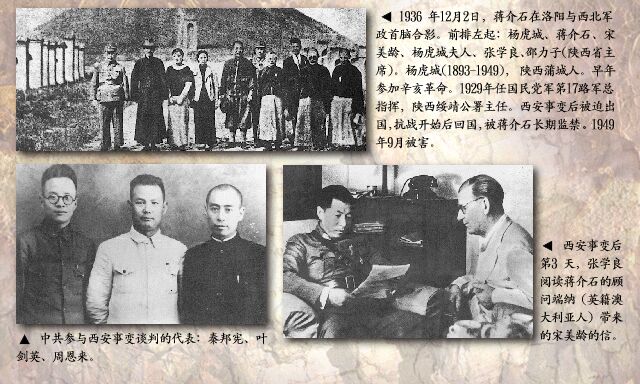 ◀ 1936 年12月2日，蒋介石在洛阳与西北军
政首脑合影。前排左起：杨虎城、蒋介石、宋
美龄、杨虎城夫人、张学良、邵力子(陕西省主
席)。杨虎城(1893-1949)，陕西蒲城人。早年
参加辛亥革命。1929年任国民党军第17路军总
指挥，陕西绥靖公署主任。西安事变后被迫出
国,抗战开始后回国，被蒋介石长期监禁。1949
年9月被害。
◀ 西安事变后
第3 天，张学良
阅读蒋介石的顾
问端纳（英籍澳
大利亚人）带来
的宋美龄的信。
▲ 中共参与西安事变谈判的代表：秦邦宪、叶
剑英、周恩来。